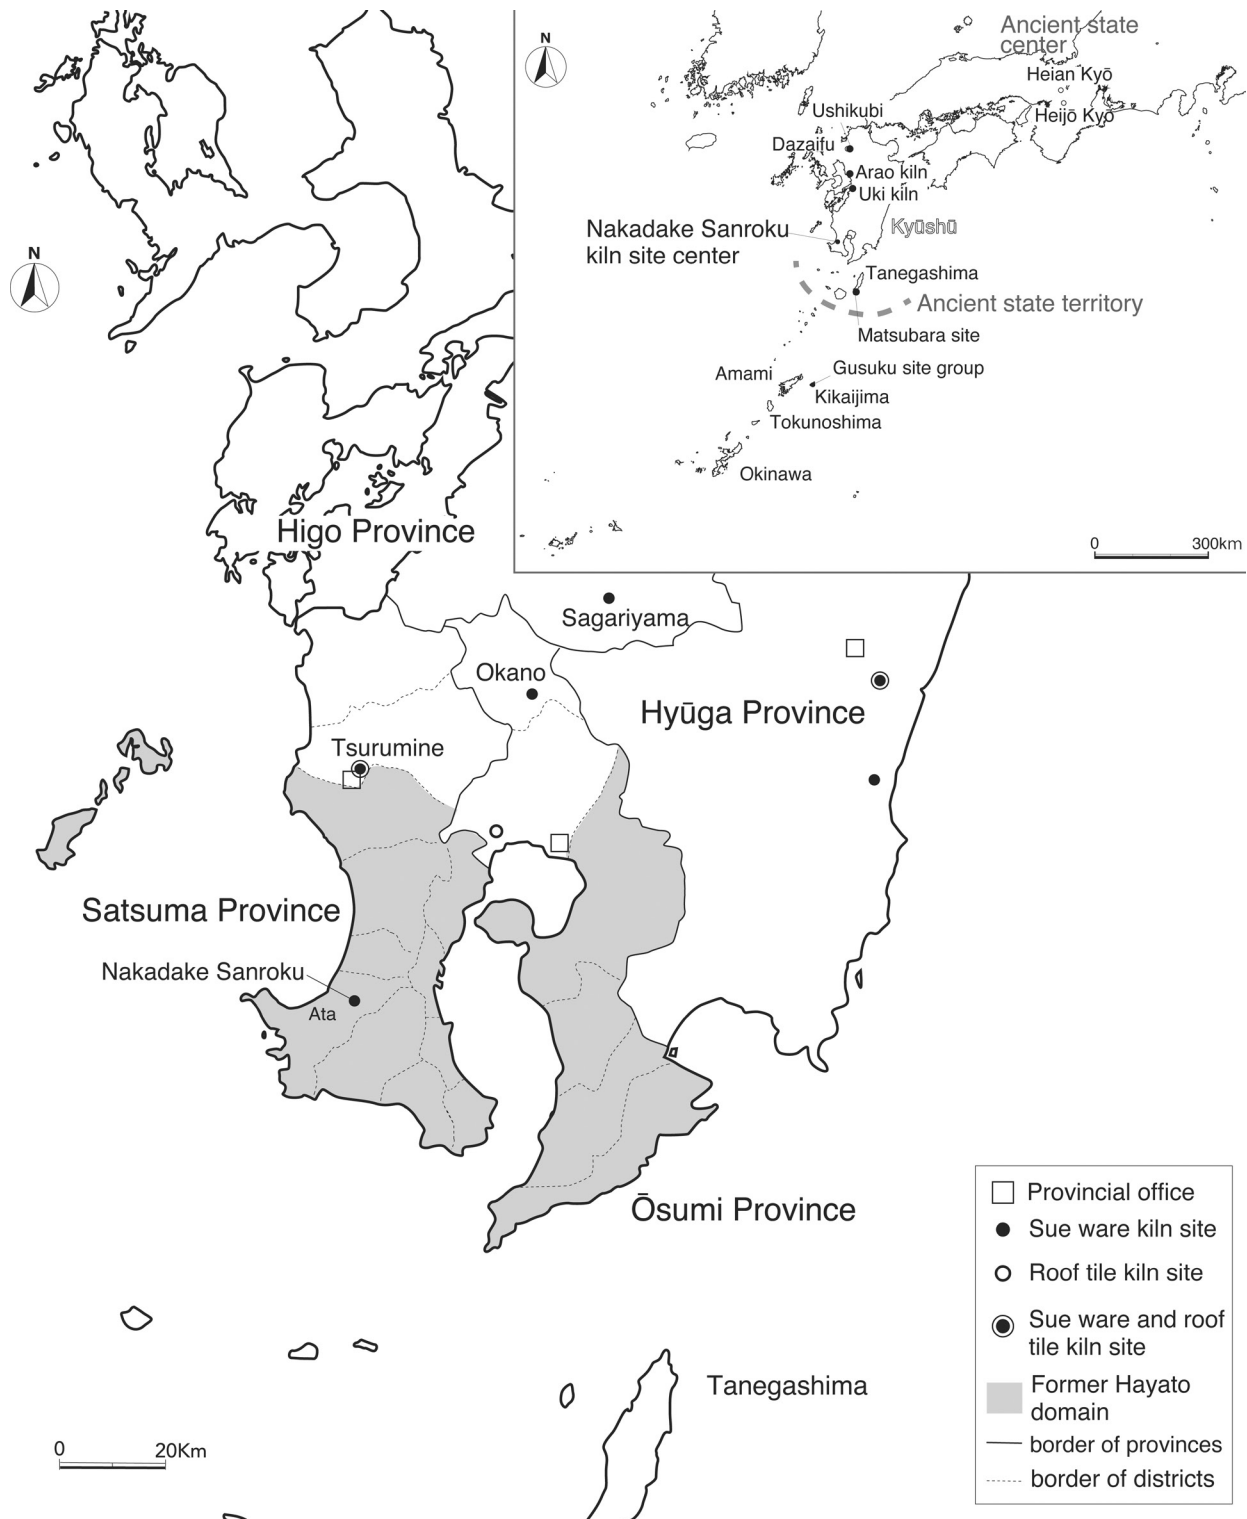 N
Ancient state
center
Heian Kyō
Heijō Kyō
Ushikubi
Dazaifu
Arao kiln
Uki kiln
Nakadake Sanroku
kiln site center
Kyūshū
Tanegashima
Ancient state territory
Matsubara site
Amami
Gusuku site group
Kikaijima
Tokunoshima
Okinawa
0
300km
N
Higo Province
Sagariyama
Okano
Hyūga Province
Tsurumine
Satsuma Province
Nakadake Sanroku
Ata
Ōsumi Province
Tanegashima
0
20Km
Provincial office
Sue ware kiln site
Roof tile kiln site
Sue ware and roof
tile kiln site
Former Hayato
domain
border of provinces
border of districts